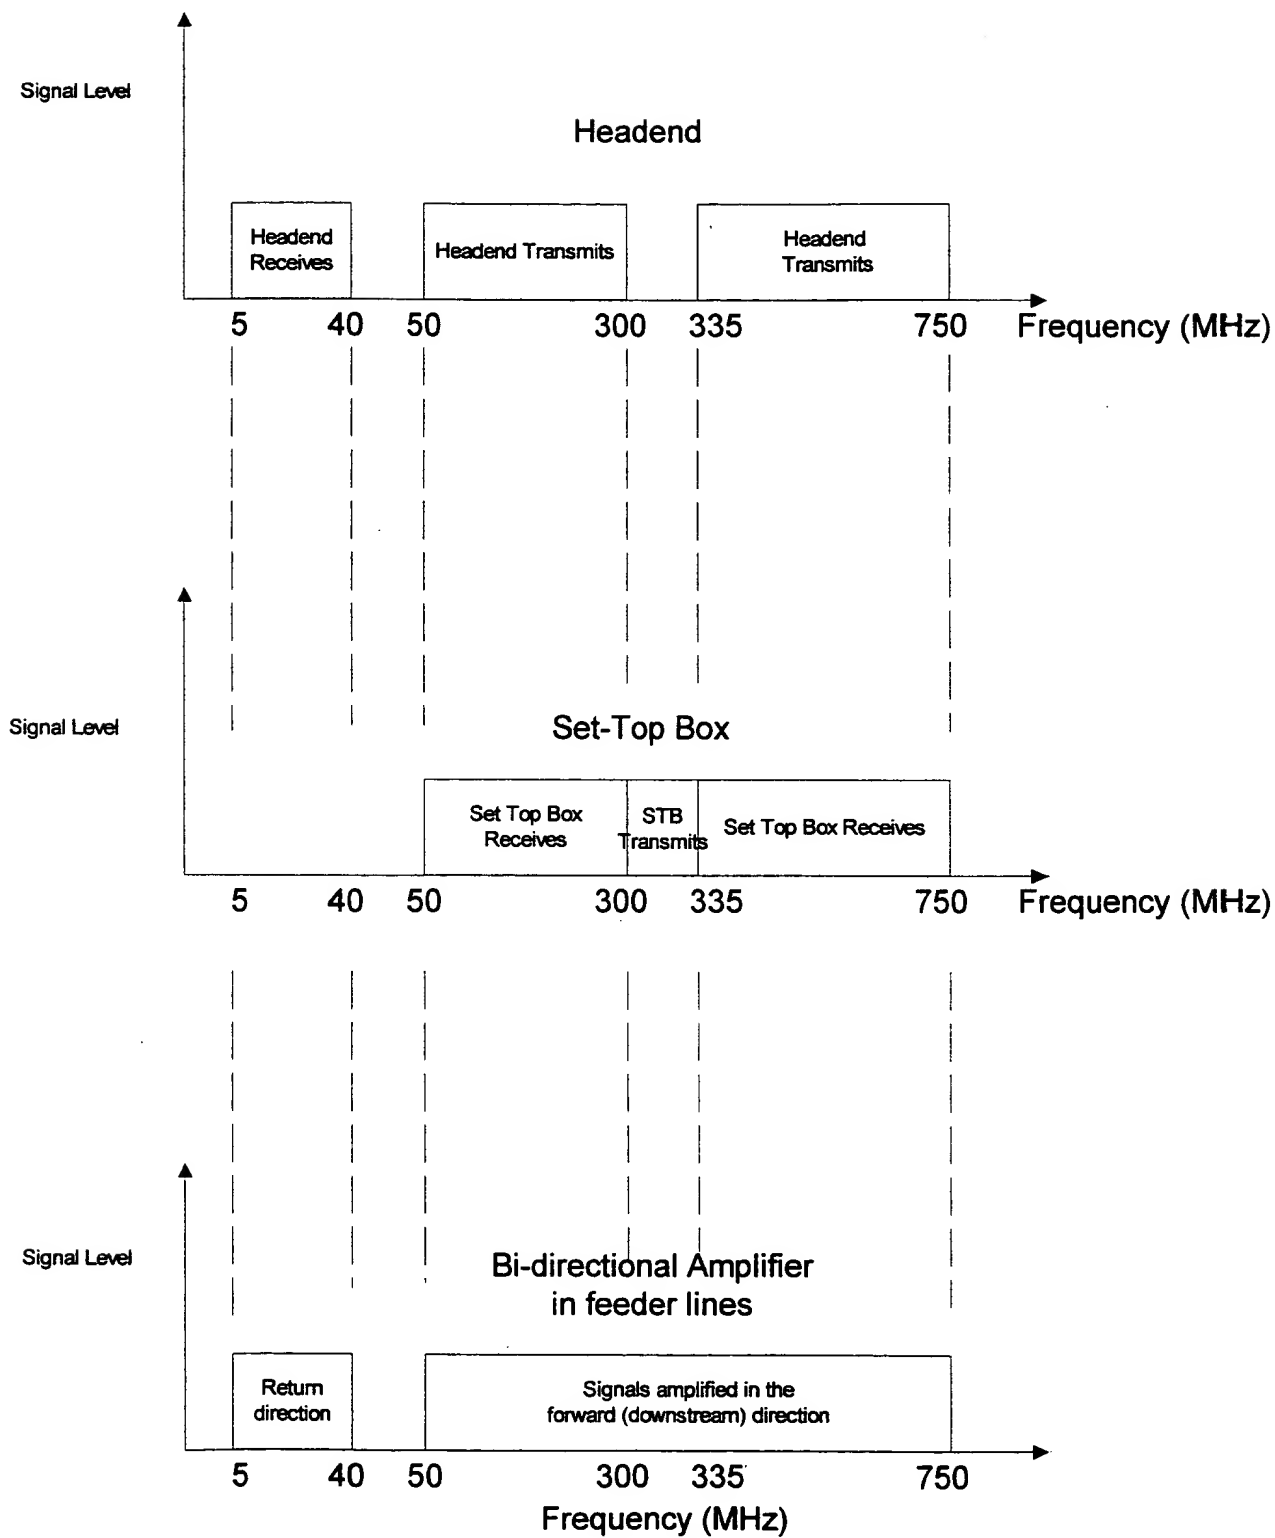 Signal Level
Headend
Headend
Receives
Headend Transmits
Headend
Transmits
5 40 50 300 335 750 Frequency (MHz)
Signal Level
Set-Top Box
Set Top Box
Receives
STB
Transmits
Set Top Box Receives
5 40 50 300 335 750 Frequency (MHz)
Signal Level
Bi-directional Amplifier
in feeder lines
Return
direction
Signals amplified in the
forward (downstream) direction
5 40 50 300 335 750
Frequency (MHz)